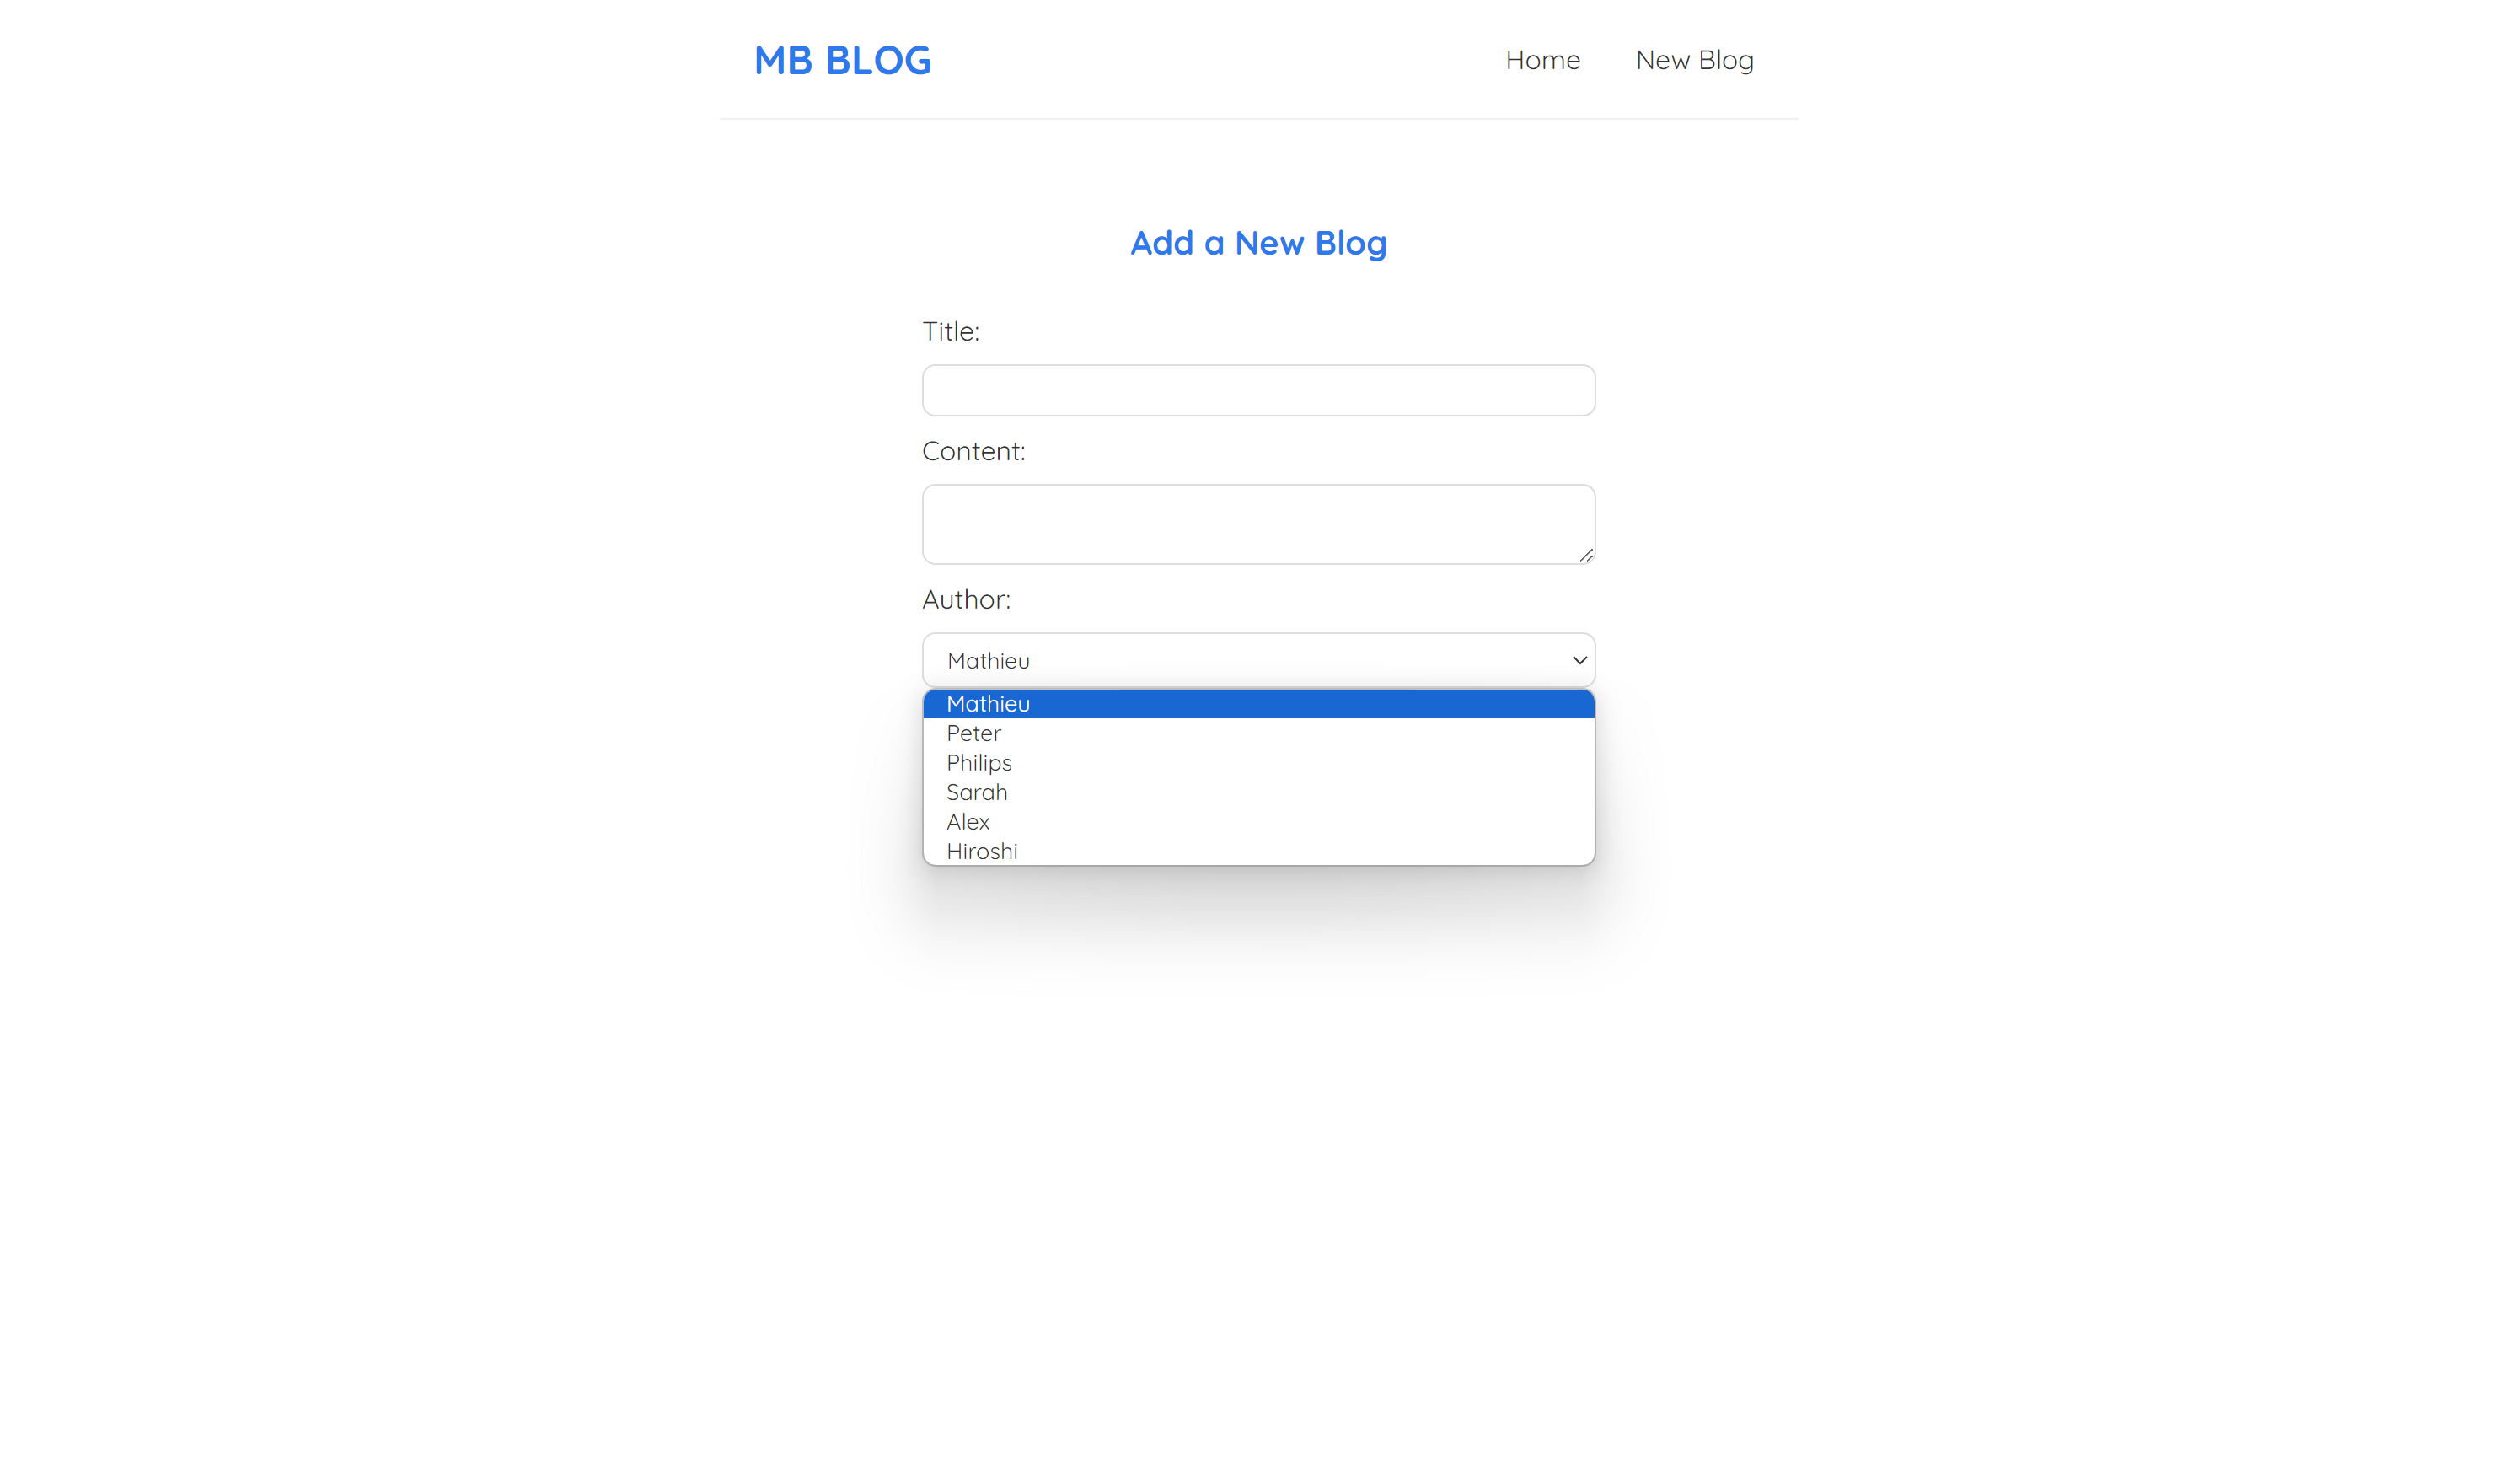 MB BLOG
Home
New Blog
Add a New Blog
Title:
Content:
Author:
Mathieu
Mathieu
Peter
Philips
Sarah
Alex
Hiroshi